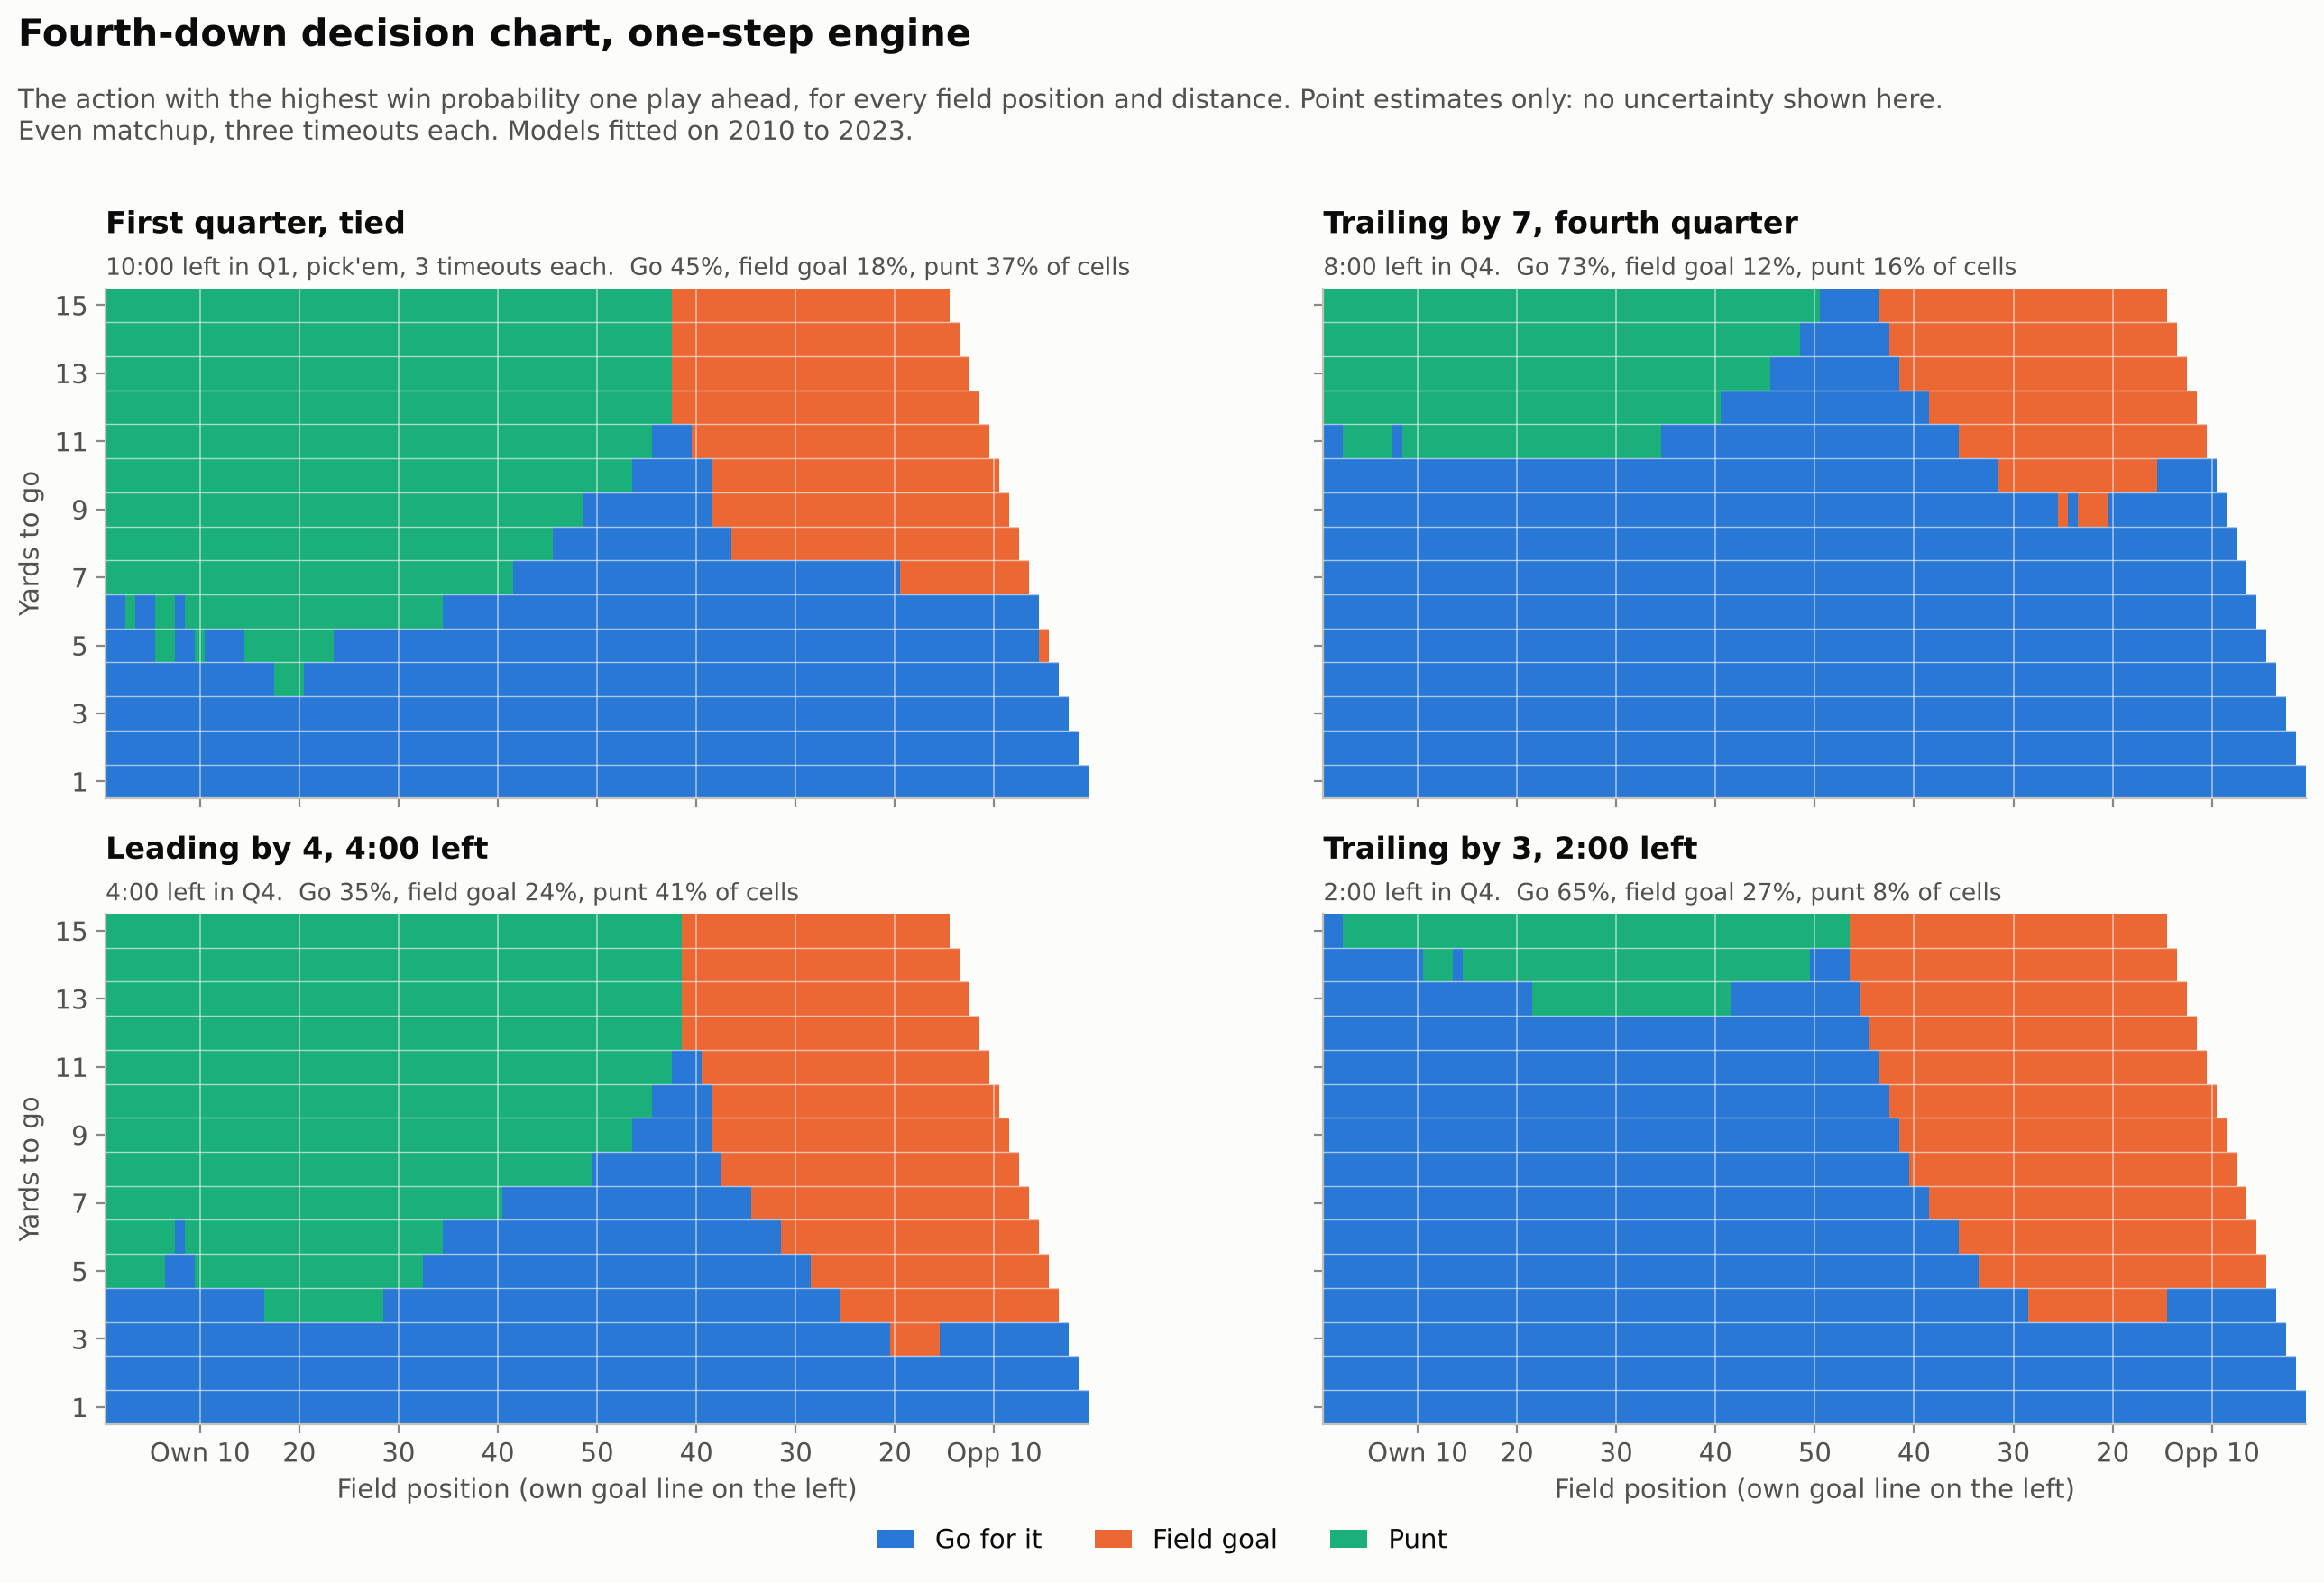 Fourth-down decision chart, one-step engine
The action with the highest win probability one play ahead, for every field position and distance. Point estimates only: no uncertainty shown here.
Even matchup, three timeouts each. Models fitted on 2010 to 2023.
First quarter, tied
10:00 left in Q1, pick'em, 3 timeouts each.  Go 45%, field goal 18%, punt 37% of cells
15
13
11
9
7
5
3
1
Yards to go
Trailing by 7, fourth quarter
8:00 left in Q4.  Go 73%, field goal 12%, punt 16% of cells
Leading by 4, 4:00 left
4:00 left in Q4.  Go 35%, field goal 24%, punt 41% of cells
15
13
11
9
7
5
3
1
Yards to go
Own 10 20 30 40 50 40 30 20 Opp 10
Field position (own goal line on the left)
Trailing by 3, 2:00 left
2:00 left in Q4.  Go 65%, field goal 27%, punt 8% of cells
Own 10 20 30 40 50 40 30 20 Opp 10
Field position (own goal line on the left)
Go for it Field goal Punt